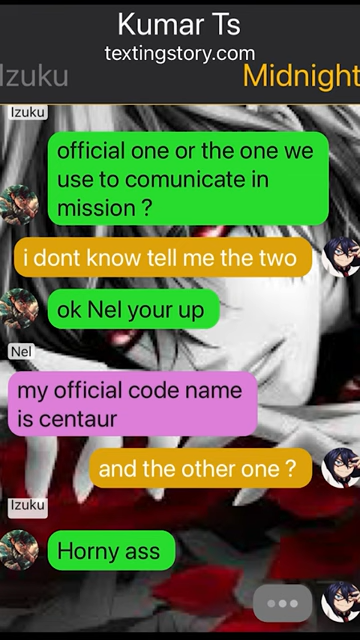 Kumar Ts
textingstory.com
Izuku
Midnight
Izuku
official one or the one we
use to comunicate in
mission ?
i dont know tell me the two
ok Nel your up
Nel
my official code name
is centaur
and the other one ?
Izuku
Horny ass